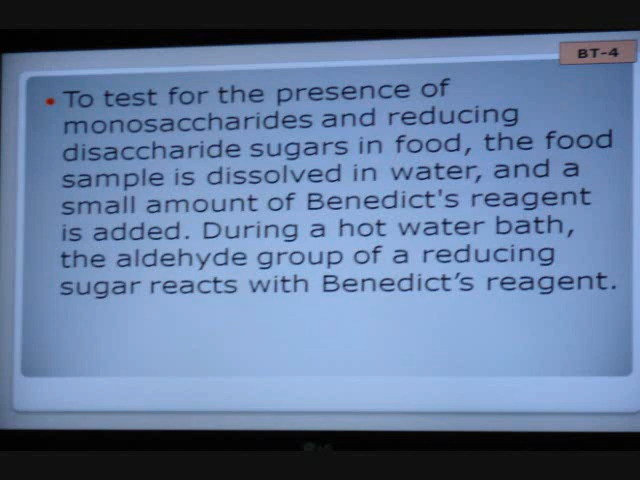 BT-4
• To test for the presence of
monosaccharides and reducing
disaccharide sugars in food, the food
sample is dissolved in water, and a
small amount of Benedict's reagent
is added. During a hot water bath,
the aldehyde group of a reducing
sugar reacts with Benedict's reagent.